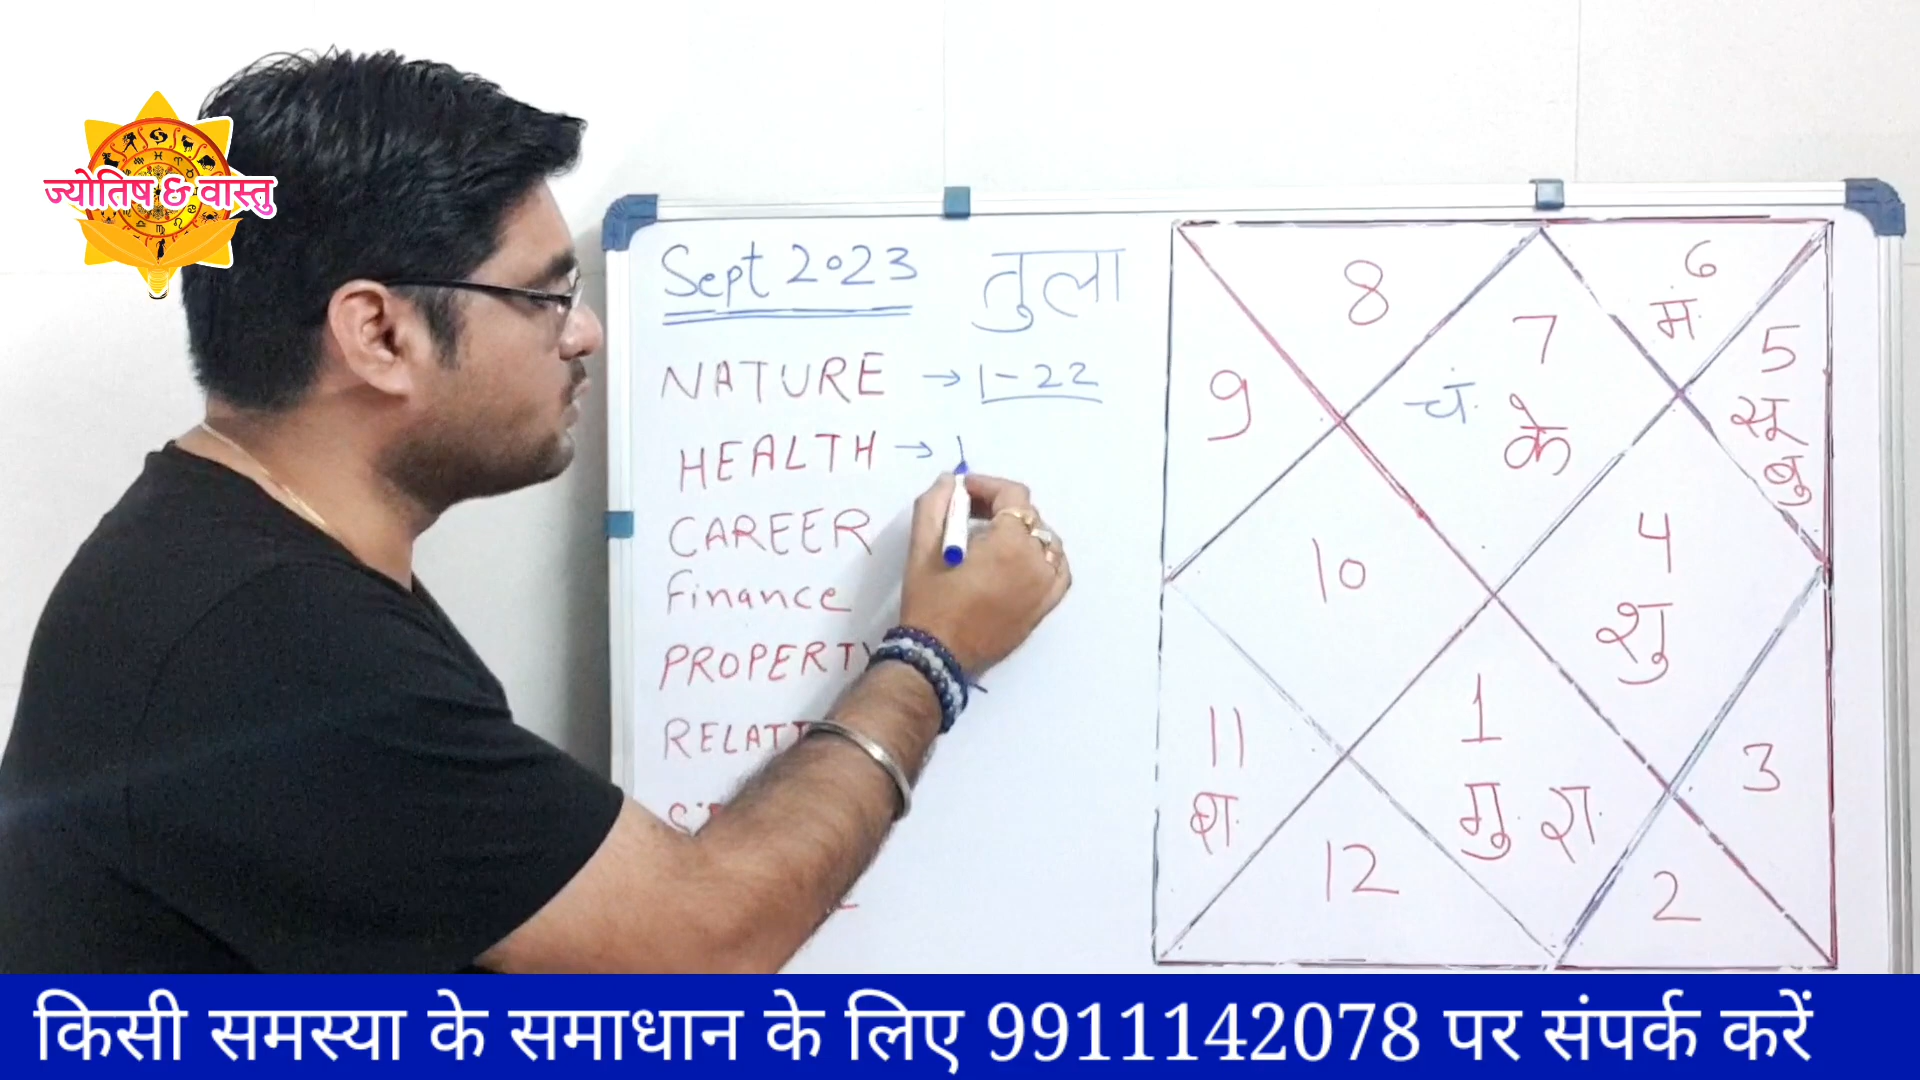 ज्योतिष & वास्तु
Sept 2023 तुला
NATURE → 1-22
HEALTH →
CAREER
Finance
PROPERTY
8
6
मं.
7
5
9
चं.
के
सू
बु
10
4
शु
11
1
3
श.
गु. रा.
12
2
किसी समस्या के समाधान के लिए 9911142078 पर संपर्क करें